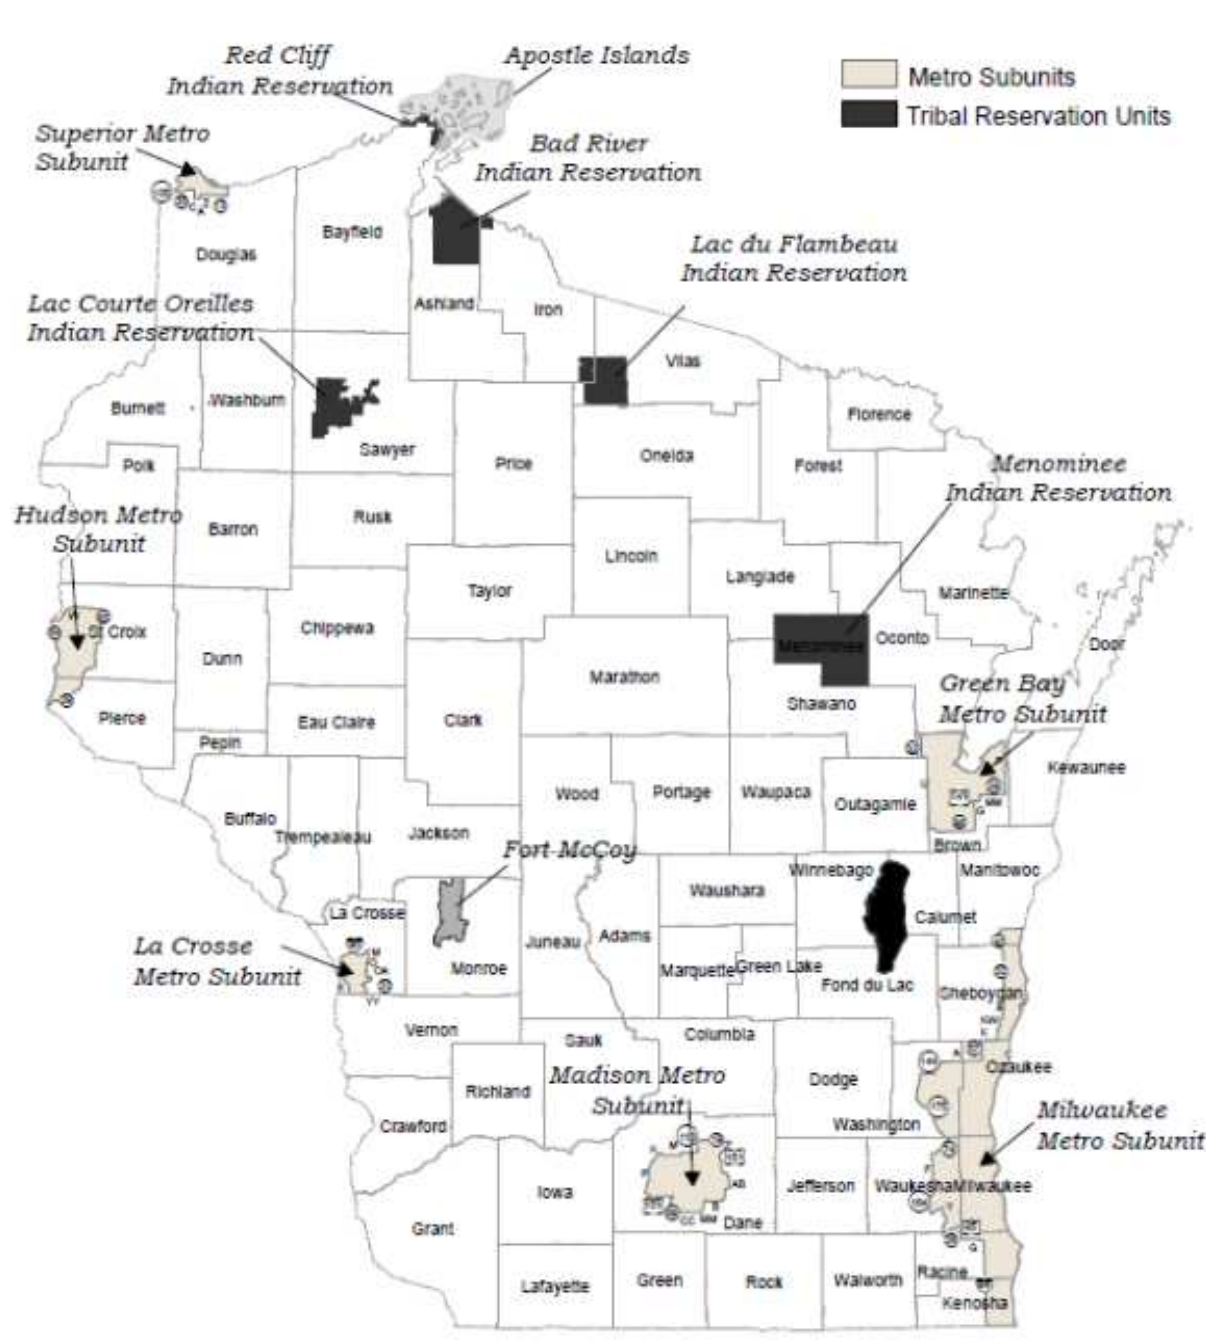 Red Cliff
Indian Reservation
Apostle Islands
Metro Subunits
Tribal Reservation Units
Superior Metro
Subunit
Bad River
Indian Reservation
Bayfield
Douglas
Lac du Flambeau
Indian Reservation
Lac Courte Oreilles
Indian Reservation
Ashland
Iron
Vilas
Burnett
Washburn
Florence
Sawyer
Polk
Price
Oneida
Forest
Menominee
Indian Reservation
Hudson Metro
Subunit
Barron
Rusk
Lincoln
Langlade
Taylor
Marinette
St Croix
Chippewa
Menominee
Oconto
Door
Dunn
Marathon
Green Bay
Metro Subunit
Shawano
Pierce
Eau Claire
Clark
Pepin
Kewaunee
Wood
Portage
Waupaca
Outagamie
MM
G
Buffalo
Trempealeau
Jackson
Brown
Fort McCoy
Winnebago
Manitowoc
Waushara
La Crosse
Calumet
La Crosse
Metro Subunit
Monroe
Juneau
Adams
Marquette
Green Lake
Fond du Lac
Sheboygan
YY
Vernon
Sauk
Columbia
Madison Metro
Subunit
Richland
Dodge
Ozaukee
Crawford
Washington
Milwaukee
Metro Subunit
Iowa
AB
Jefferson
Waukesha
Milwaukee
Grant
CC
MM
Dane
G
Lafayette
Green
Rock
Walworth
Racine
Kenosha